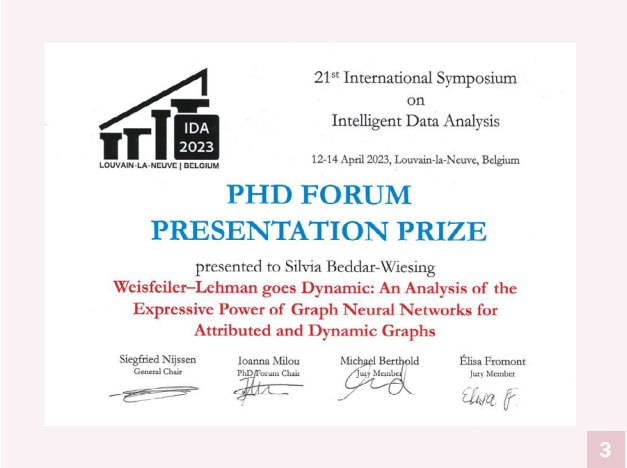 21st International Symposium
on
Intelligent Data Analysis
IDA
2023
LOUVAIN-LA-NEUVE | BELGIUM
12-14 April 2023, Louvain-la-Neuve, Belgium
PHD FORUM
PRESENTATION PRIZE
presented to Silvia Beddar-Wiesing
Weisfeiler–Lehman goes Dynamic: An Analysis of the
Expressive Power of Graph Neural Networks for
Attributed and Dynamic Graphs
Siegfried Nijssen
General Chair
Ioanna Milou
PhD Forum Chair
Michael Berthold
Jury Member
Élisa Fromont
Jury Member
Elisa F.
3